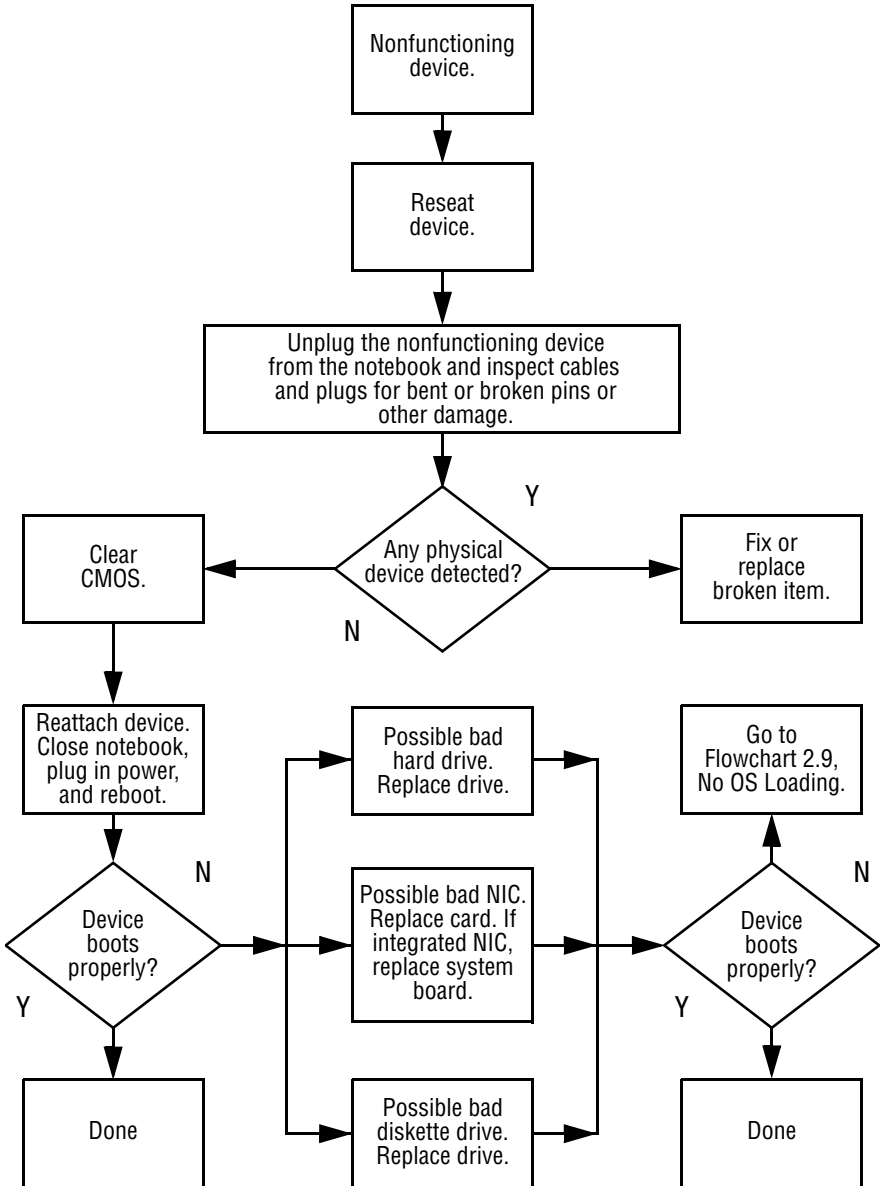 Nonfunctioning
device.
Reseat
device.
Unplug the nonfunctioning device
from the notebook and inspect cables
and plugs for bent or broken pins or
other damage.
Y
Any physical
device detected?
N
Clear
CMOS.
Fix or
replace
broken item.
Reattach device.
Close notebook,
plug in power,
and reboot.
Possible bad
hard drive.
Replace drive.
Go to
Flowchart 2.9,
No OS Loading.
N
Device
boots
properly?
Y
Possible bad NIC.
Replace card. If
integrated NIC,
replace system
board.
N
Device
boots
properly?
Y
Done
Possible bad
diskette drive.
Replace drive.
Done